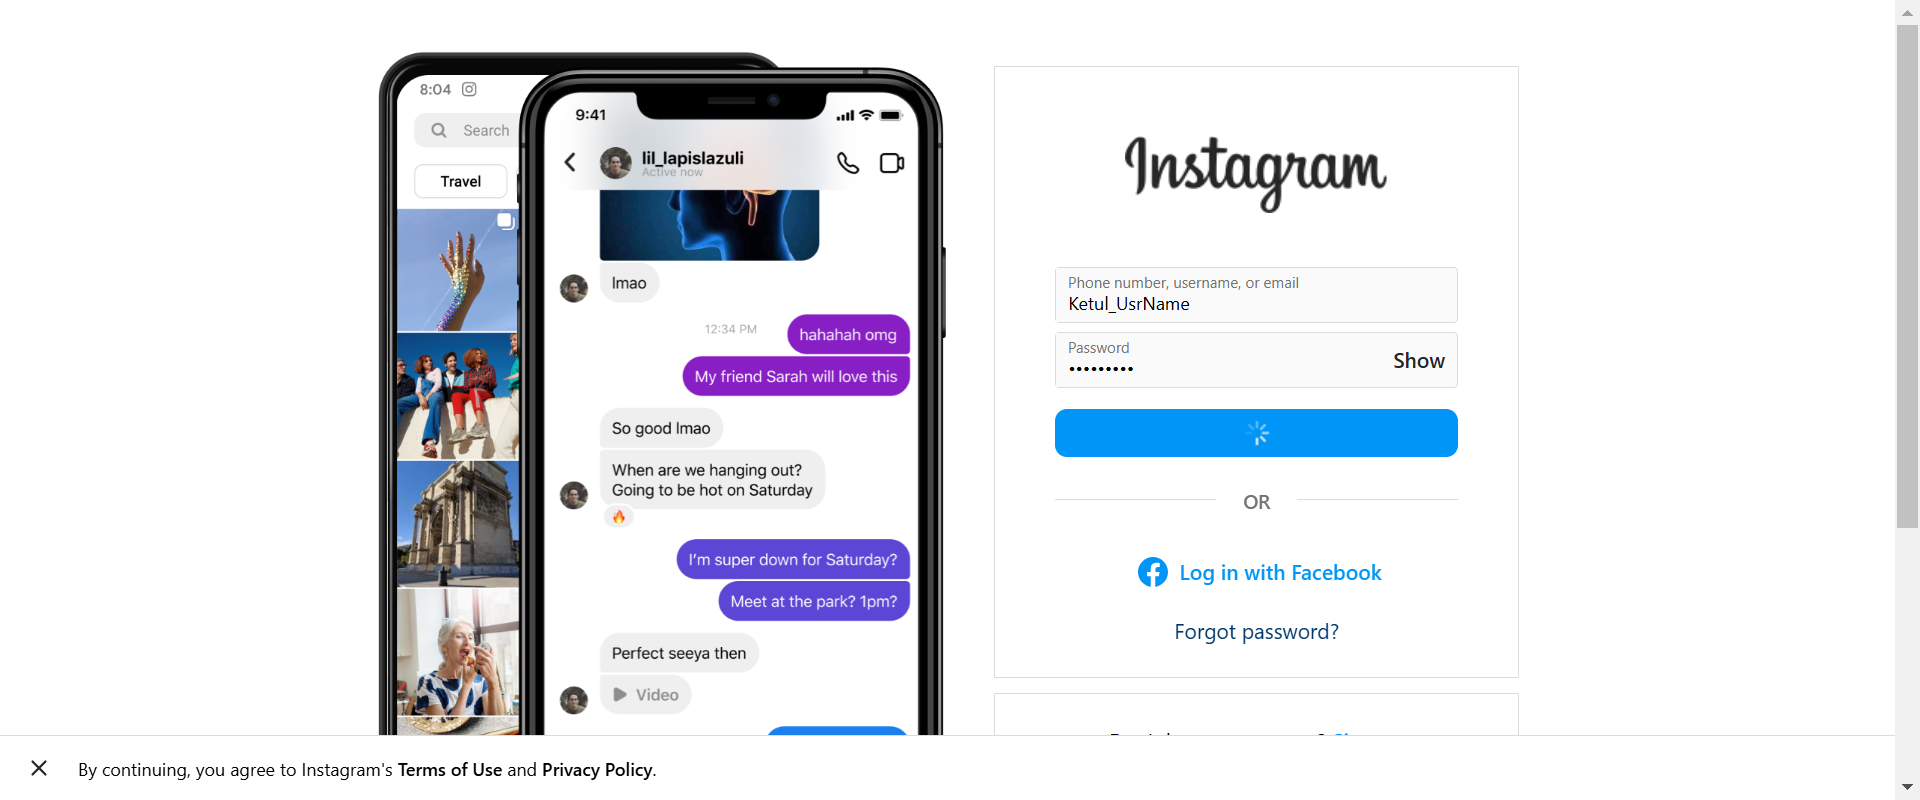 8:04
Search
Travel
9:41
lil_lapislazuli
Active now
lmao
12:34 PM
hahahah omg
My friend Sarah will love this
So good lmao
When are we hanging out?
Going to be hot on Saturday
I'm super down for Saturday?
Meet at the park? 1pm?
Perfect seeya then
Video
Instagram
Phone number, username, or email
Ketul_UsrName
Password
•••••••••
Show
OR
Log in with Facebook
Forgot password?
By continuing, you agree to Instagram's Terms of Use and Privacy Policy.